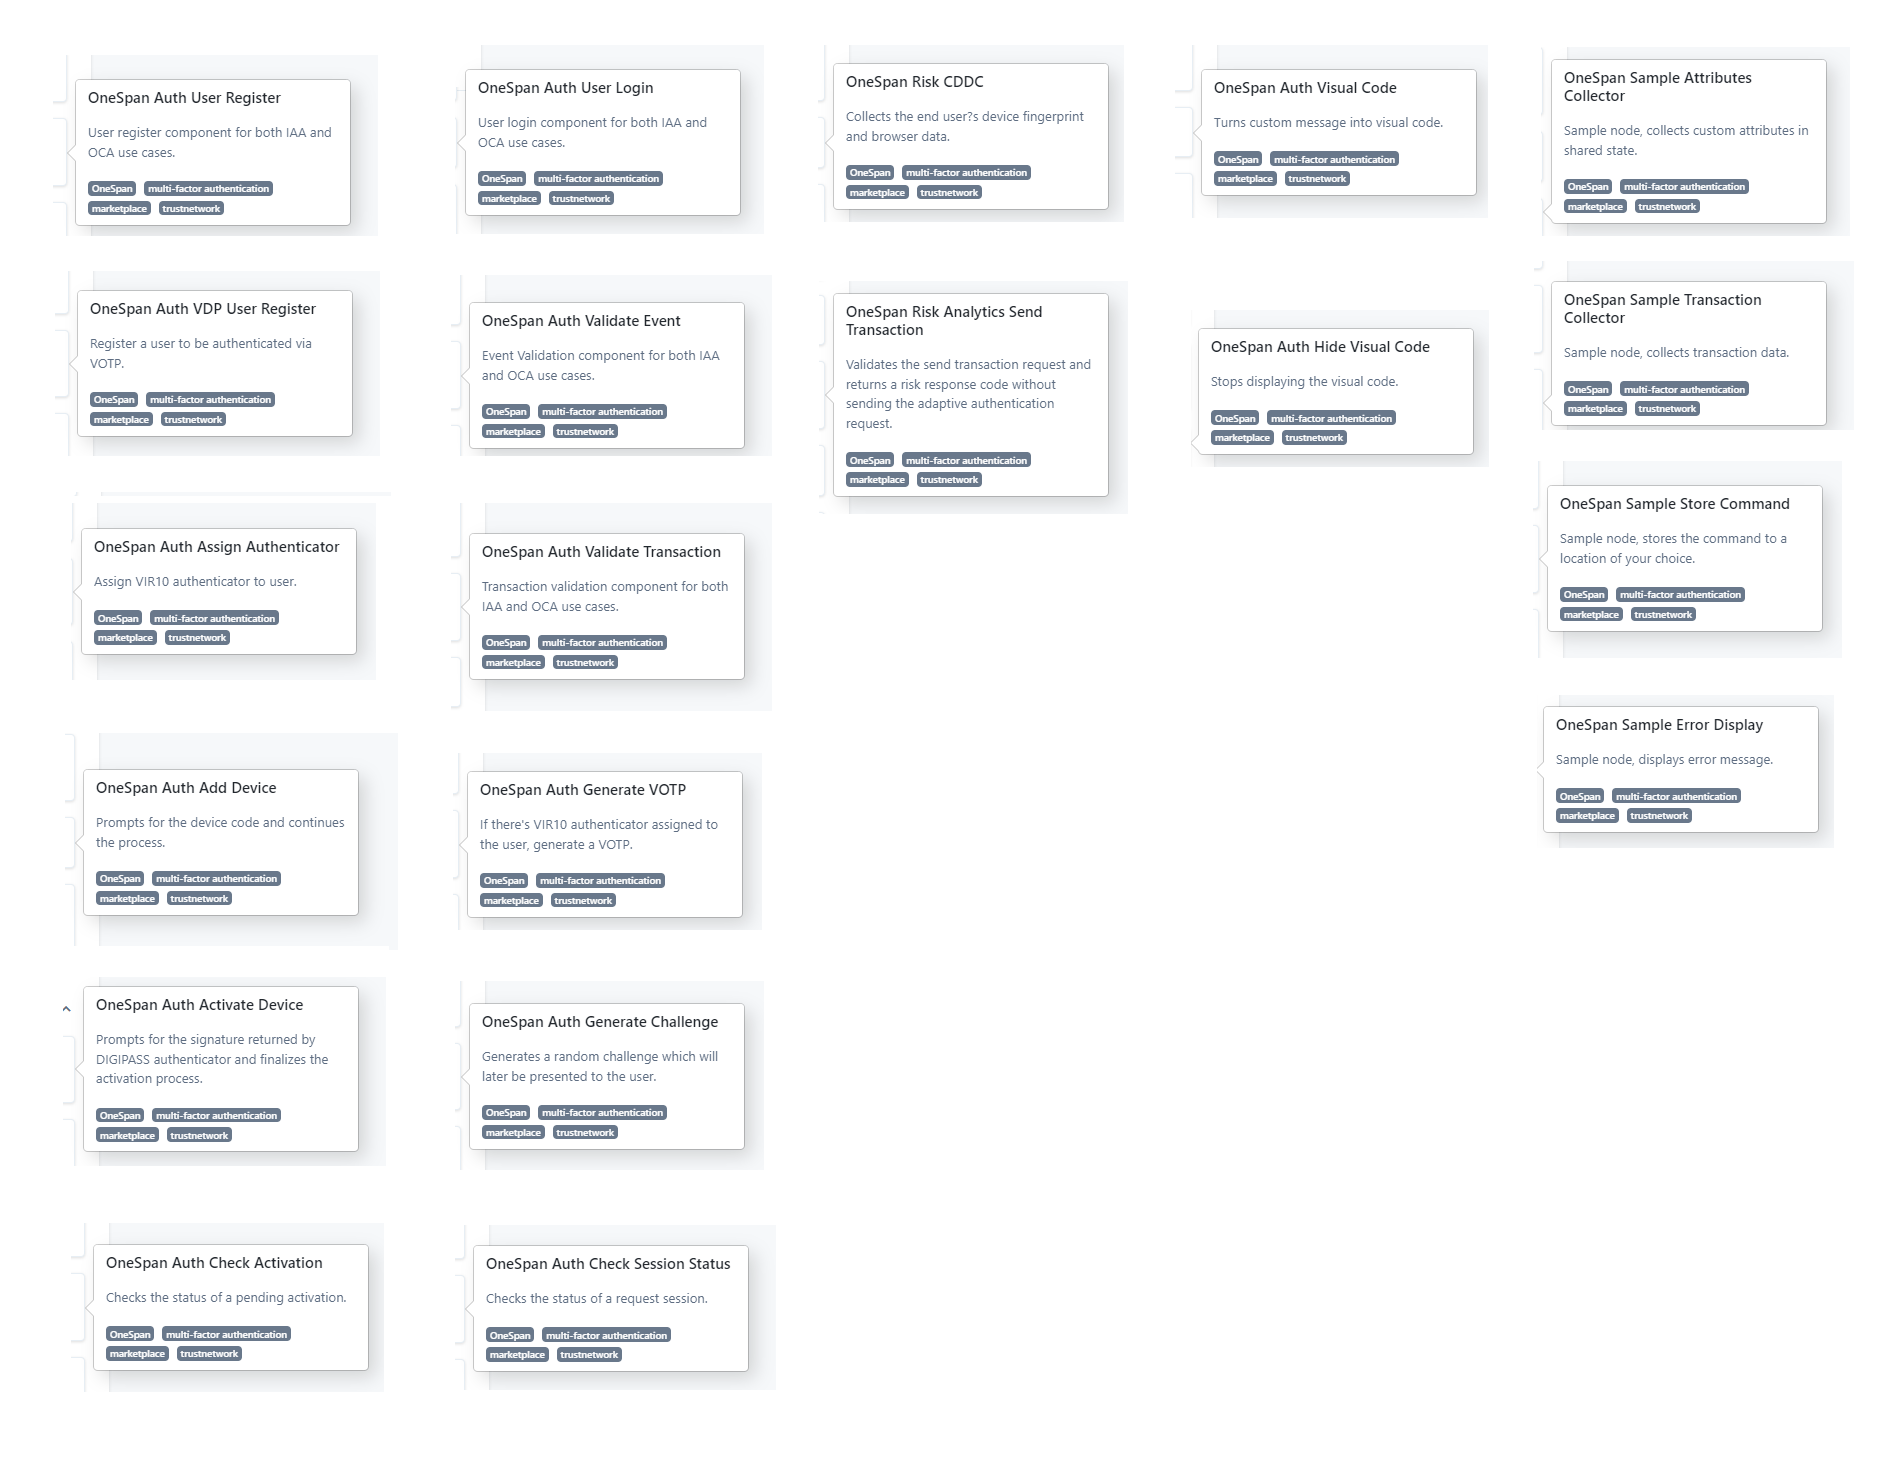 OneSpan Auth User Register
User register component for both IAA and
OCA use cases.
OneSpan multi-factor authentication
marketplace trustnetwork
OneSpan Auth VDP User Register
Register a user to be authenticated via
VOTP.
OneSpan multi-factor authentication
marketplace trustnetwork
OneSpan Auth Assign Authenticator
Assign VIR10 authenticator to user.
OneSpan multi-factor authentication
marketplace trustnetwork
OneSpan Auth Add Device
Prompts for the device code and continues
the process.
OneSpan multi-factor authentication
marketplace trustnetwork
OneSpan Auth Activate Device
Prompts for the signature returned by
DIGIPASS authenticator and finalizes the
activation process.
OneSpan multi-factor authentication
marketplace trustnetwork
OneSpan Auth Check Activation
Checks the status of a pending activation.
OneSpan multi-factor authentication
marketplace trustnetwork
OneSpan Auth User Login
User login component for both IAA and
OCA use cases.
OneSpan multi-factor authentication
marketplace trustnetwork
OneSpan Auth Validate Event
Event Validation component for both IAA
and OCA use cases.
OneSpan multi-factor authentication
marketplace trustnetwork
OneSpan Auth Validate Transaction
Transaction validation component for both
IAA and OCA use cases.
OneSpan multi-factor authentication
marketplace trustnetwork
OneSpan Auth Generate VOTP
If there's VIR10 authenticator assigned to
the user, generate a VOTP.
OneSpan multi-factor authentication
marketplace trustnetwork
OneSpan Auth Generate Challenge
Generates a random challenge which will
later be presented to the user.
OneSpan multi-factor authentication
marketplace trustnetwork
OneSpan Auth Check Session Status
Checks the status of a request session.
OneSpan multi-factor authentication
marketplace trustnetwork
OneSpan Risk CDDC
Collects the end user?s device fingerprint
and browser data.
OneSpan multi-factor authentication
marketplace trustnetwork
OneSpan Risk Analytics Send
Transaction
Validates the send transaction request and
returns a risk response code without
sending the adaptive authentication
request.
OneSpan multi-factor authentication
marketplace trustnetwork
OneSpan Auth Visual Code
Turns custom message into visual code.
OneSpan multi-factor authentication
marketplace trustnetwork
OneSpan Auth Hide Visual Code
Stops displaying the visual code.
OneSpan multi-factor authentication
marketplace trustnetwork
OneSpan Sample Attributes
Collector
Sample node, collects custom attributes in
shared state.
OneSpan multi-factor authentication
marketplace trustnetwork
OneSpan Sample Transaction
Collector
Sample node, collects transaction data.
OneSpan multi-factor authentication
marketplace trustnetwork
OneSpan Sample Store Command
Sample node, stores the command to a
location of your choice.
OneSpan multi-factor authentication
marketplace trustnetwork
OneSpan Sample Error Display
Sample node, displays error message.
OneSpan multi-factor authentication
marketplace trustnetwork